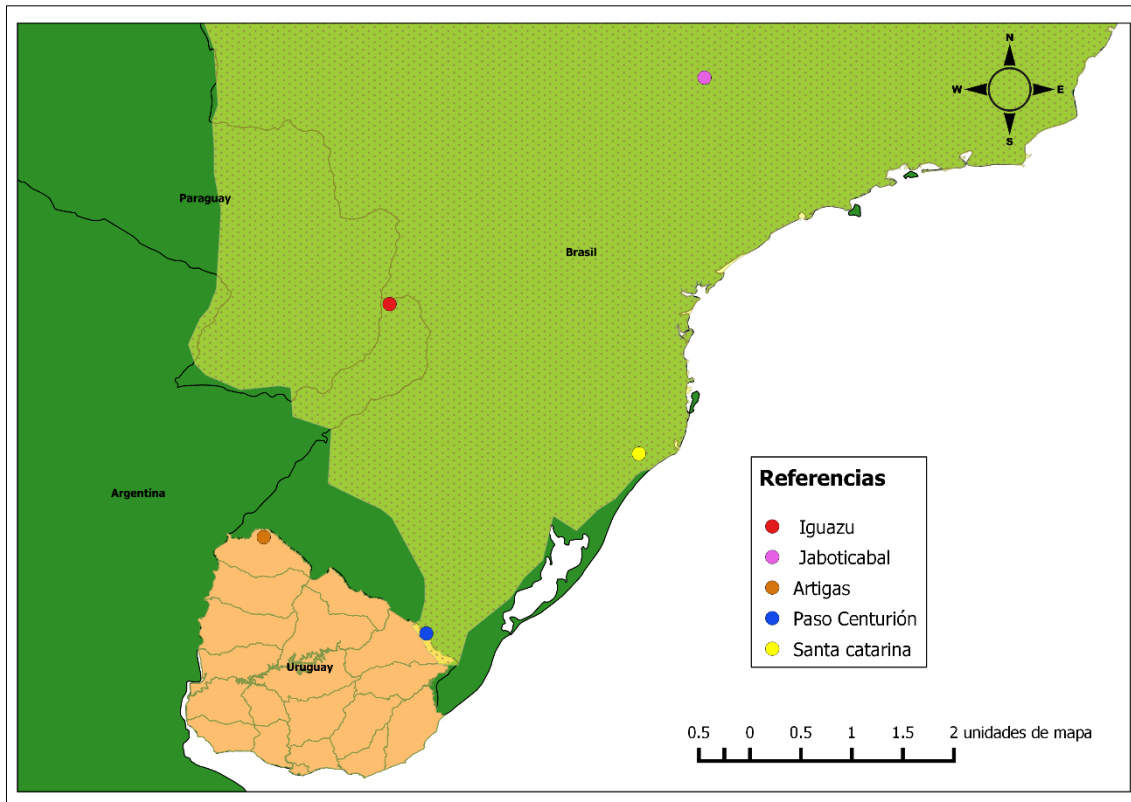 N
W
E
S
Paraguay
Brasil
Argentina
Uruguay
Referencias
Iguazu
Jaboticabal
Artigas
Paso Centurión
Santa catarina
0.5 0 0.5 1 1.5 2 unidades de mapa